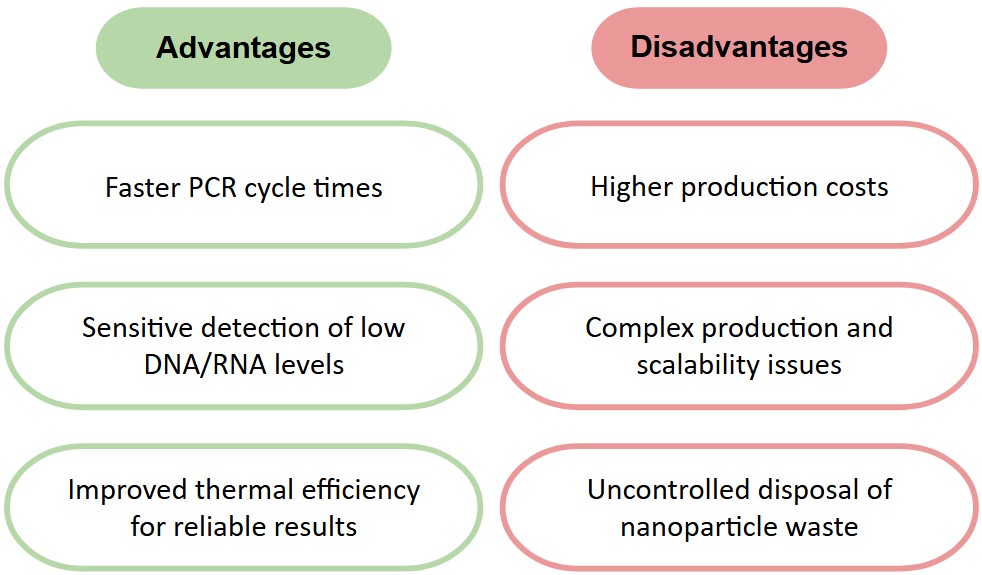 Advantages
Disadvantages
Faster PCR cycle times
Higher production costs
Sensitive detection of low
DNA/RNA levels
Complex production and
scalability issues
Improved thermal efficiency
for reliable results
Uncontrolled disposal of
nanoparticle waste